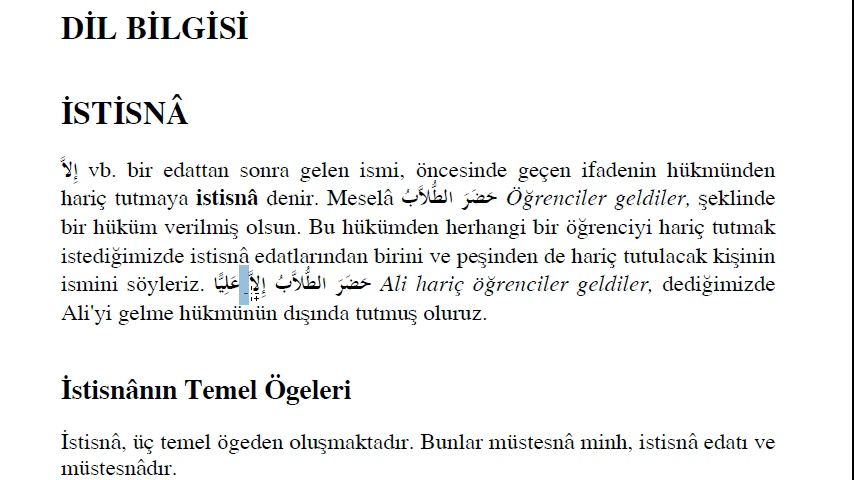 DİL BİLGİSİ
İSTİSNÂ
إِلاَّ vb. bir edattan sonra gelen ismi, öncesinde geçen ifadenin hükmünden
hariç tutmaya istisnâ denir. Meselâ حَضَرَ الطُّلاَّبُ Öğrenciler geldiler, şeklinde
bir hüküm verilmiş olsun. Bu hükümden herhangi bir öğrenciyi hariç tutmak
istediğimizde istisnâ edatlarından birini ve peşinden de hariç tutulacak kişinin
ismini söyleriz. حَضَرَ الطُّلاَّبُ إِلاَّ عَلِيًّا Ali hariç öğrenciler geldiler, dediğimizde
Ali'yi gelme hükmünün dışında tutmuş oluruz.
İstisnânın Temel Ögeleri
İstisnâ, üç temel ögeden oluşmaktadır. Bunlar müstesnâ minh, istisnâ edatı ve
müstesnâdır.